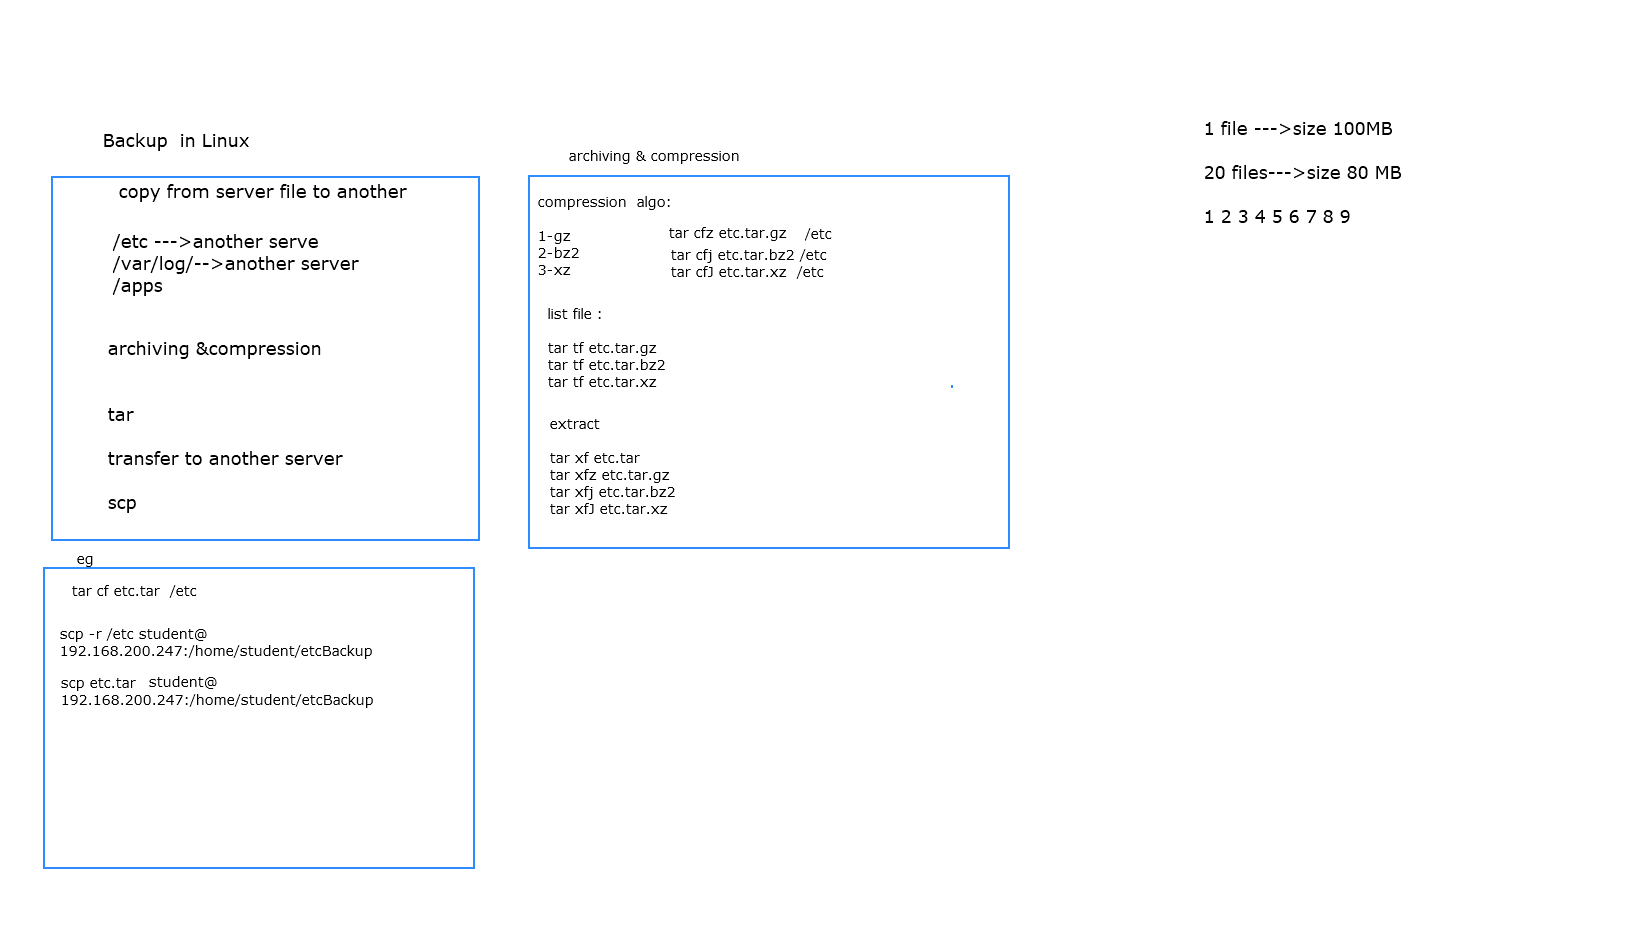 Backup in Linux
copy from server file to another
/etc --->another serve
/var/log/-->another server
/apps
archiving &compression
tar
transfer to another server
scp
eg
tar cf etc.tar /etc
scp -r /etc student@
192.168.200.247:/home/student/etcBackup
scp etc.tar student@
192.168.200.247:/home/student/etcBackup
archiving & compression
compression algo:
1-gz tar cfz etc.tar.gz /etc
2-bz2 tar cfj etc.tar.bz2 /etc
3-xz tar cfJ etc.tar.xz /etc
list file :
tar tf etc.tar.gz
tar tf etc.tar.bz2
tar tf etc.tar.xz
extract
tar xf etc.tar
tar xfz etc.tar.gz
tar xfj etc.tar.bz2
tar xfJ etc.tar.xz
1 file --->size 100MB
20 files--->size 80 MB
1 2 3 4 5 6 7 8 9